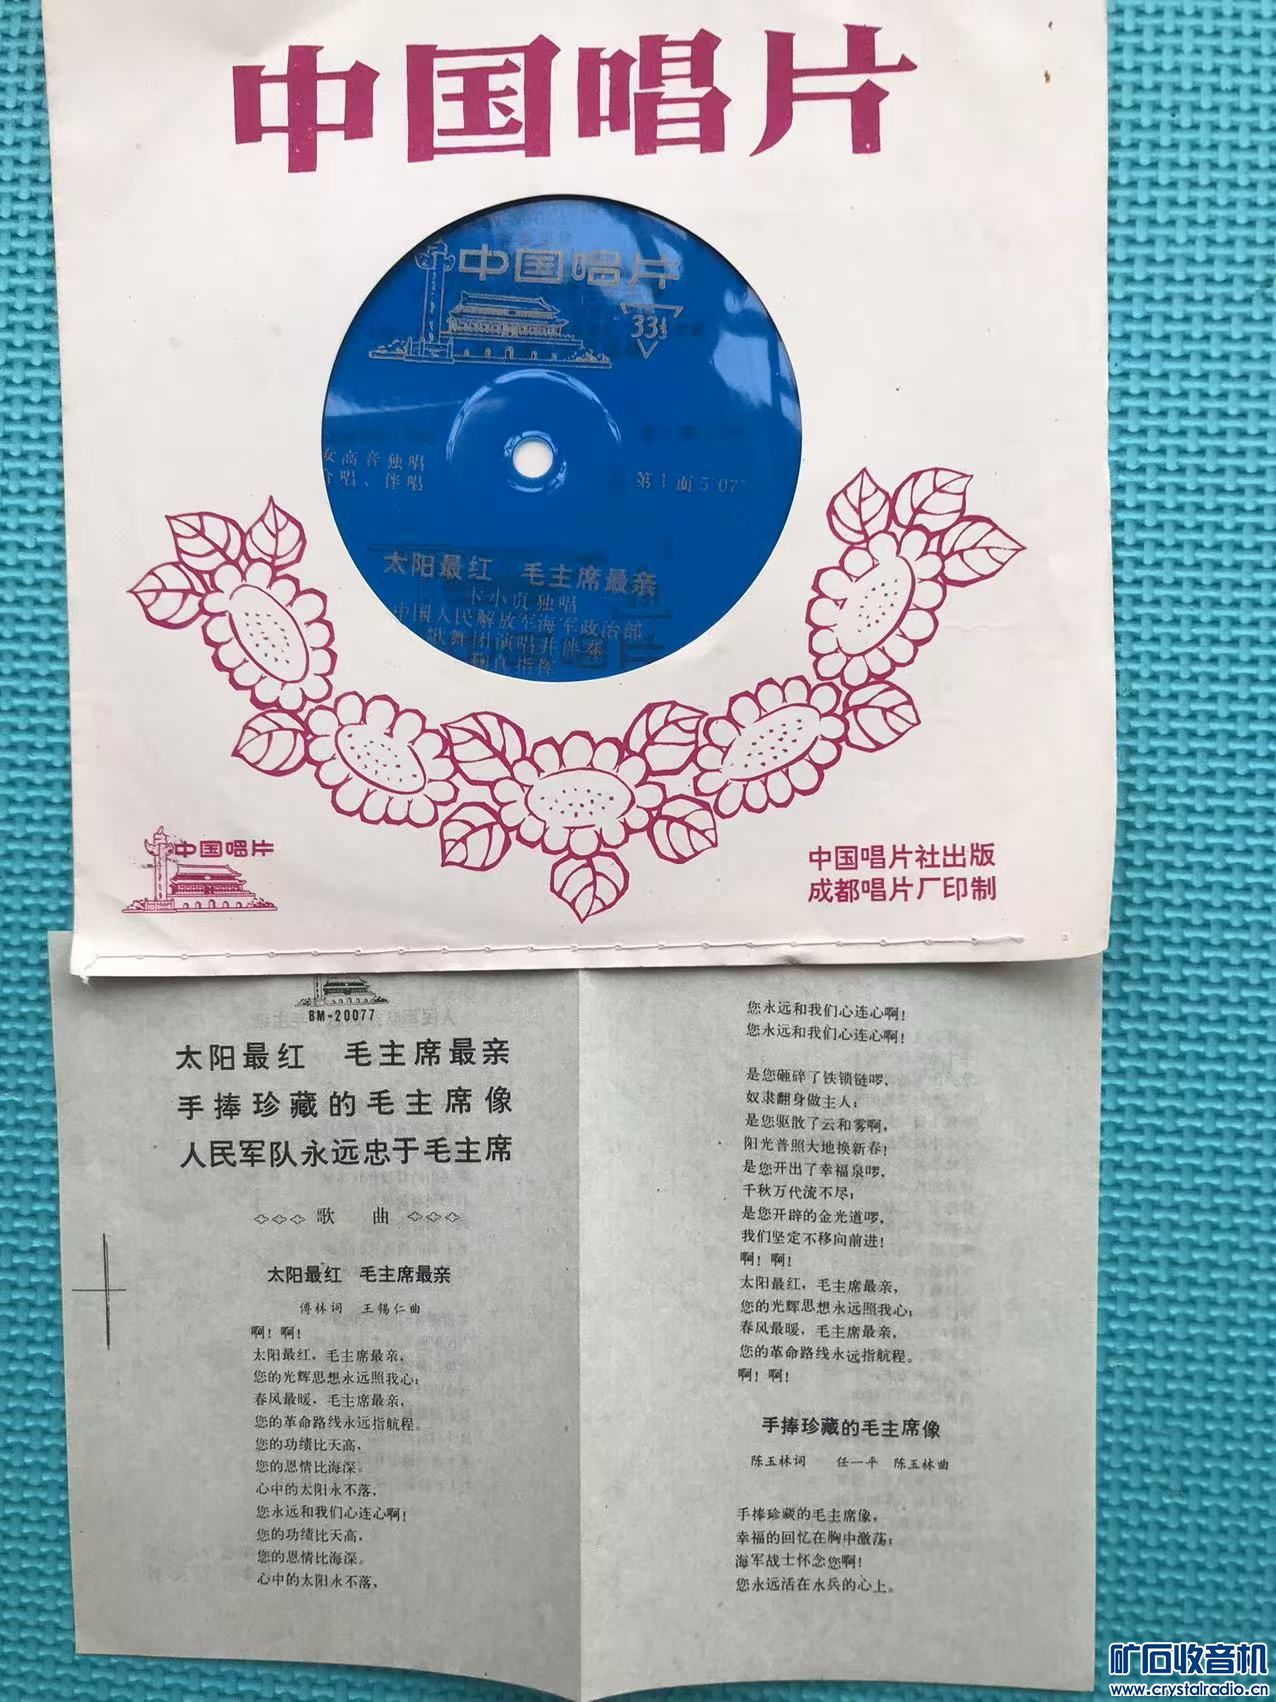 中国唱片
中国唱片
33⅓
女高音独唱
合唱、伴唱
第1面5′07″
太阳最红 毛主席最亲
卞小贞独唱
中国人民解放军海军政治部
歌舞团演唱并伴奏
指挥
中国唱片
中国唱片社出版
成都唱片厂印制
BM-20077
太阳最红 毛主席最亲
手捧珍藏的毛主席像
人民军队永远忠于毛主席
歌 曲
太阳最红 毛主席最亲
傅林词 王锡仁曲
啊！啊！
太阳最红，毛主席最亲，
您的光辉思想永远照我心；
春风最暖，毛主席最亲，
您的革命路线永远指航程。
您的功绩比天高，
您的恩情比海深。
心中的太阳永不落，
您永远和我们心连心啊！
您的功绩比天高，
您的恩情比海深。
心中的太阳永不落，
您永远和我们心连心啊！
您永远和我们心连心啊！
是您砸碎了铁锁链啰，
奴隶翻身做主人；
是您驱散了云和雾啊，
阳光普照大地换新春！
是您开出了幸福泉啰，
千秋万代流不尽；
是您开辟的金光道啰，
我们坚定不移向前进！
啊！啊！
太阳最红，毛主席最亲，
您的光辉思想永远照我心；
春风最暖，毛主席最亲，
您的革命路线永远指航程。
啊！啊！
手捧珍藏的毛主席像
陈玉林词 任一平 陈玉林曲
手捧珍藏的毛主席像，
幸福的回忆在胸中激荡；
海军战士怀念您啊！
您永远活在水兵的心上。
矿石收音机
www.crystalradio.cn